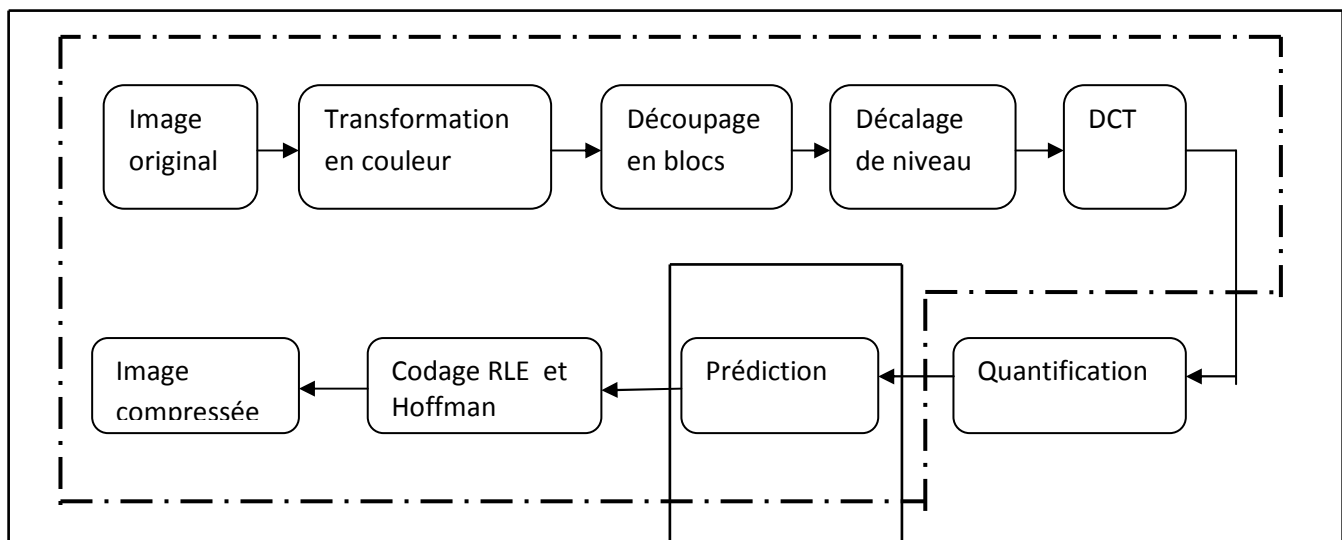 Image
original
Transformation
en couleur
Découpage
en blocs
Décalage
de niveau
DCT
Quantification
Prédiction
Codage RLE et
Hoffman
Image
compressée